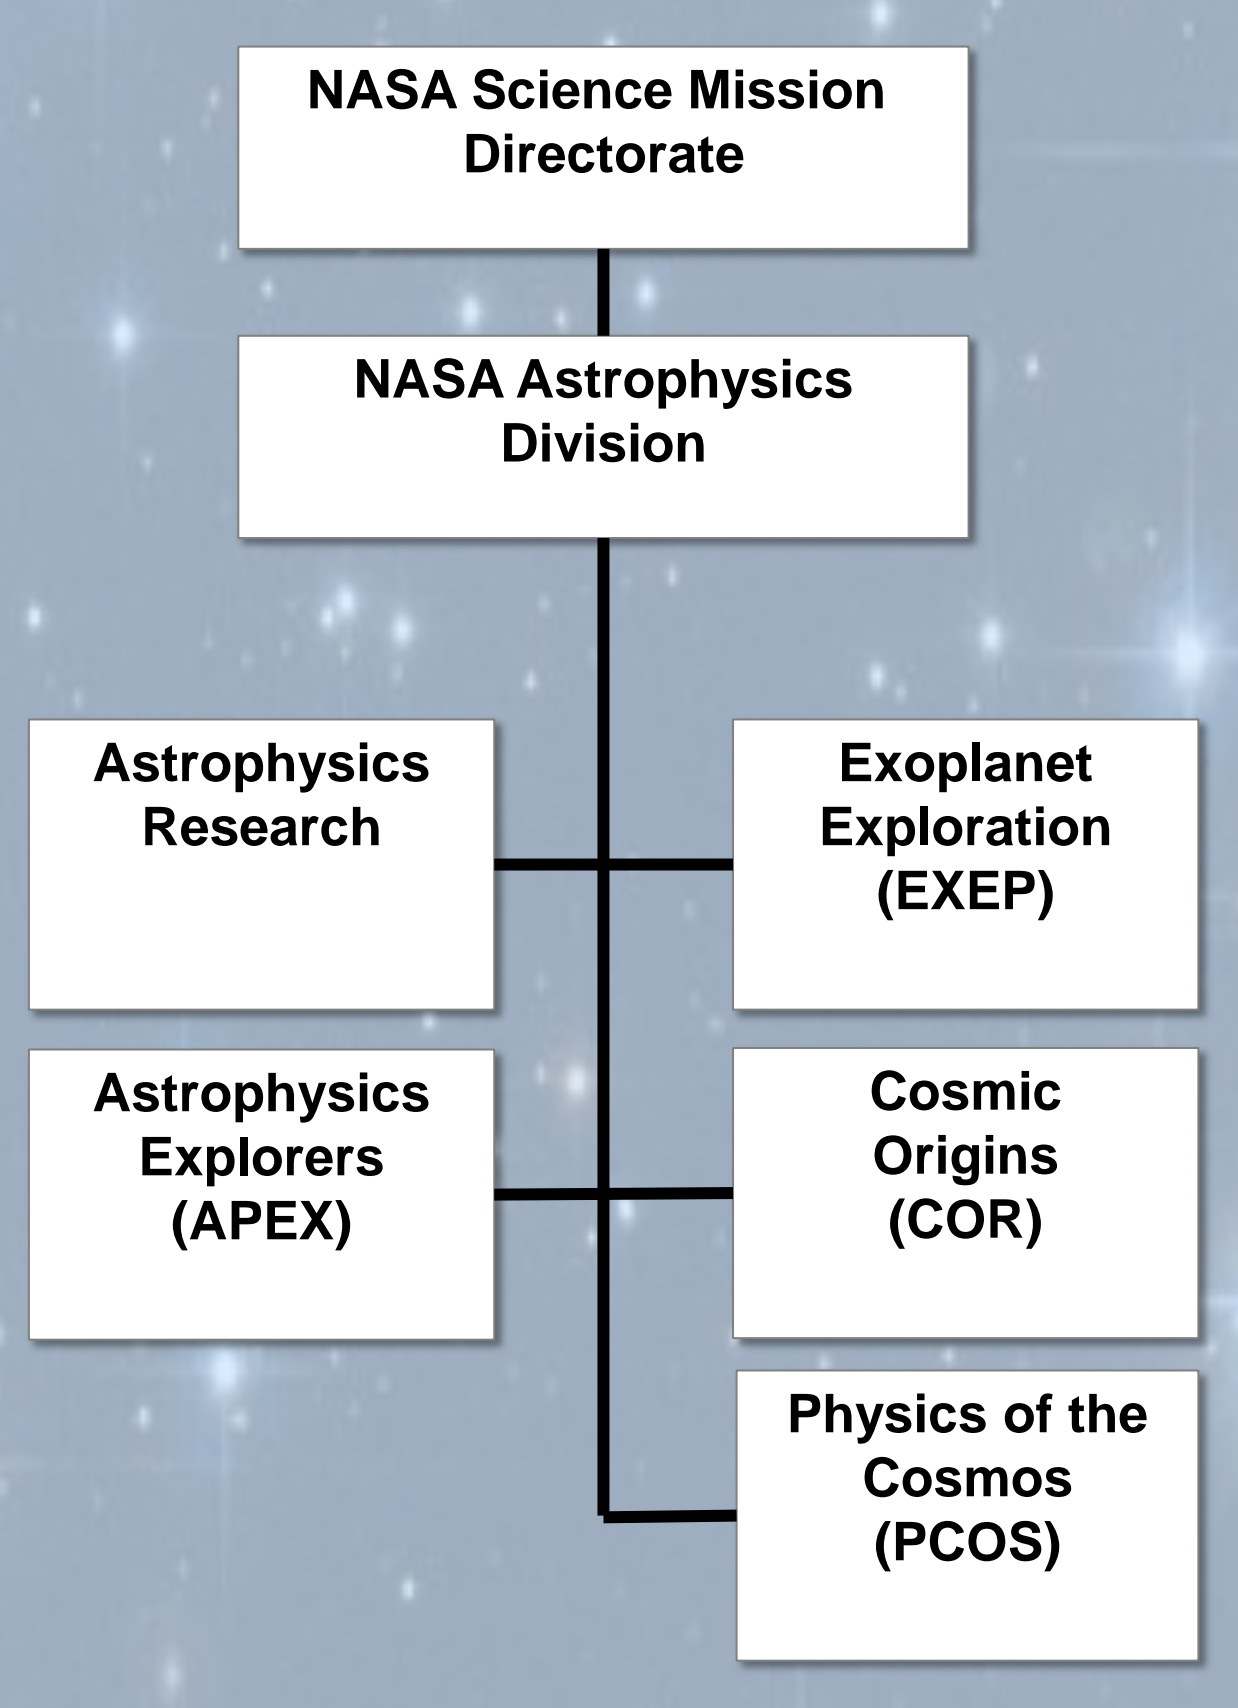 NASA Science Mission
Directorate
NASA Astrophysics
Division
Astrophysics
Research
Exoplanet
Exploration
(EXEP)
Astrophysics
Explorers
(APEX)
Cosmic
Origins
(COR)
Physics of the
Cosmos
(PCOS)